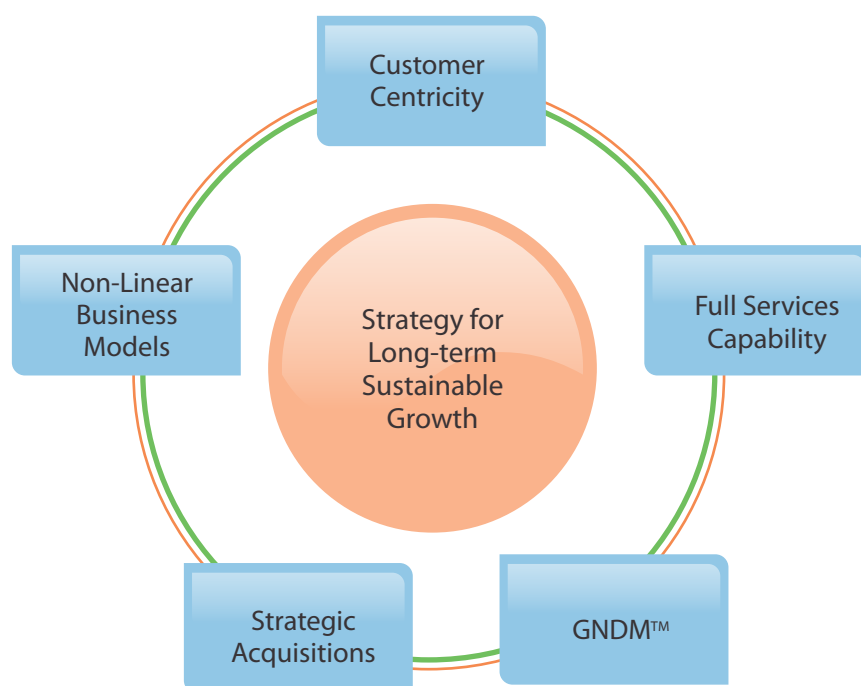 Customer
Centricity
Non-Linear
Business
Models
Full Services
Capability
Strategy for
Long-term
Sustainable
Growth
Strategic
Acquisitions
GNDM™